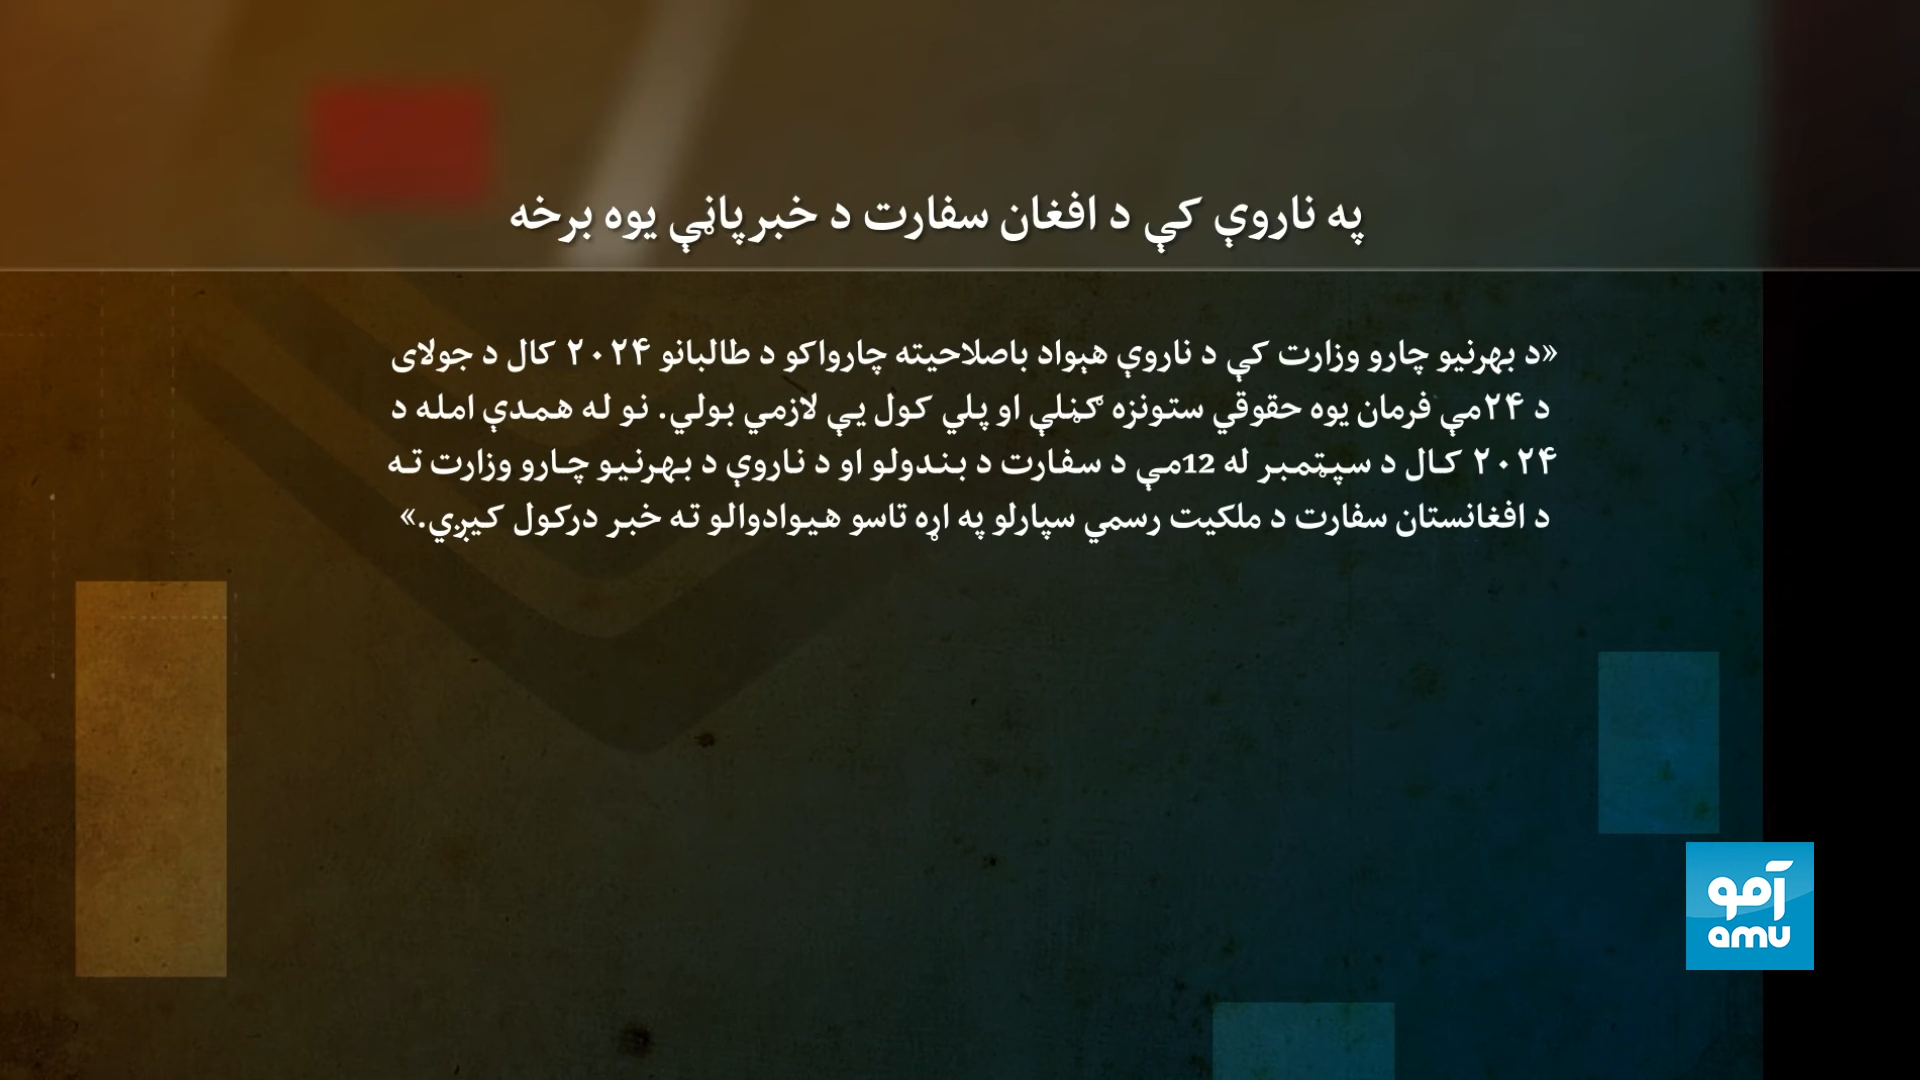 په ناروې کې د افغان سفارت د خبرپاڼې یوه برخه
«د بهرنیو چارو وزارت کې د ناروې هېواد باصلاحیته چارواکو د طالبانو ۲۰۲۴ کال د جولای
د ۲۴مې فرمان یوه حقوقي ستونزه ګڼلې او پلي کول یې لازمي بولي. نو له همدې امله د
۲۰۲۴ کال د سپټمبر له 12مې د سفارت د بندولو او د ناروې د بهرنیو چارو وزارت ته
د افغانستان سفارت د ملکیت رسمي سپارلو په اړه تاسو هیوادوالو ته خبر درکول کیږي.»
آمو
amu